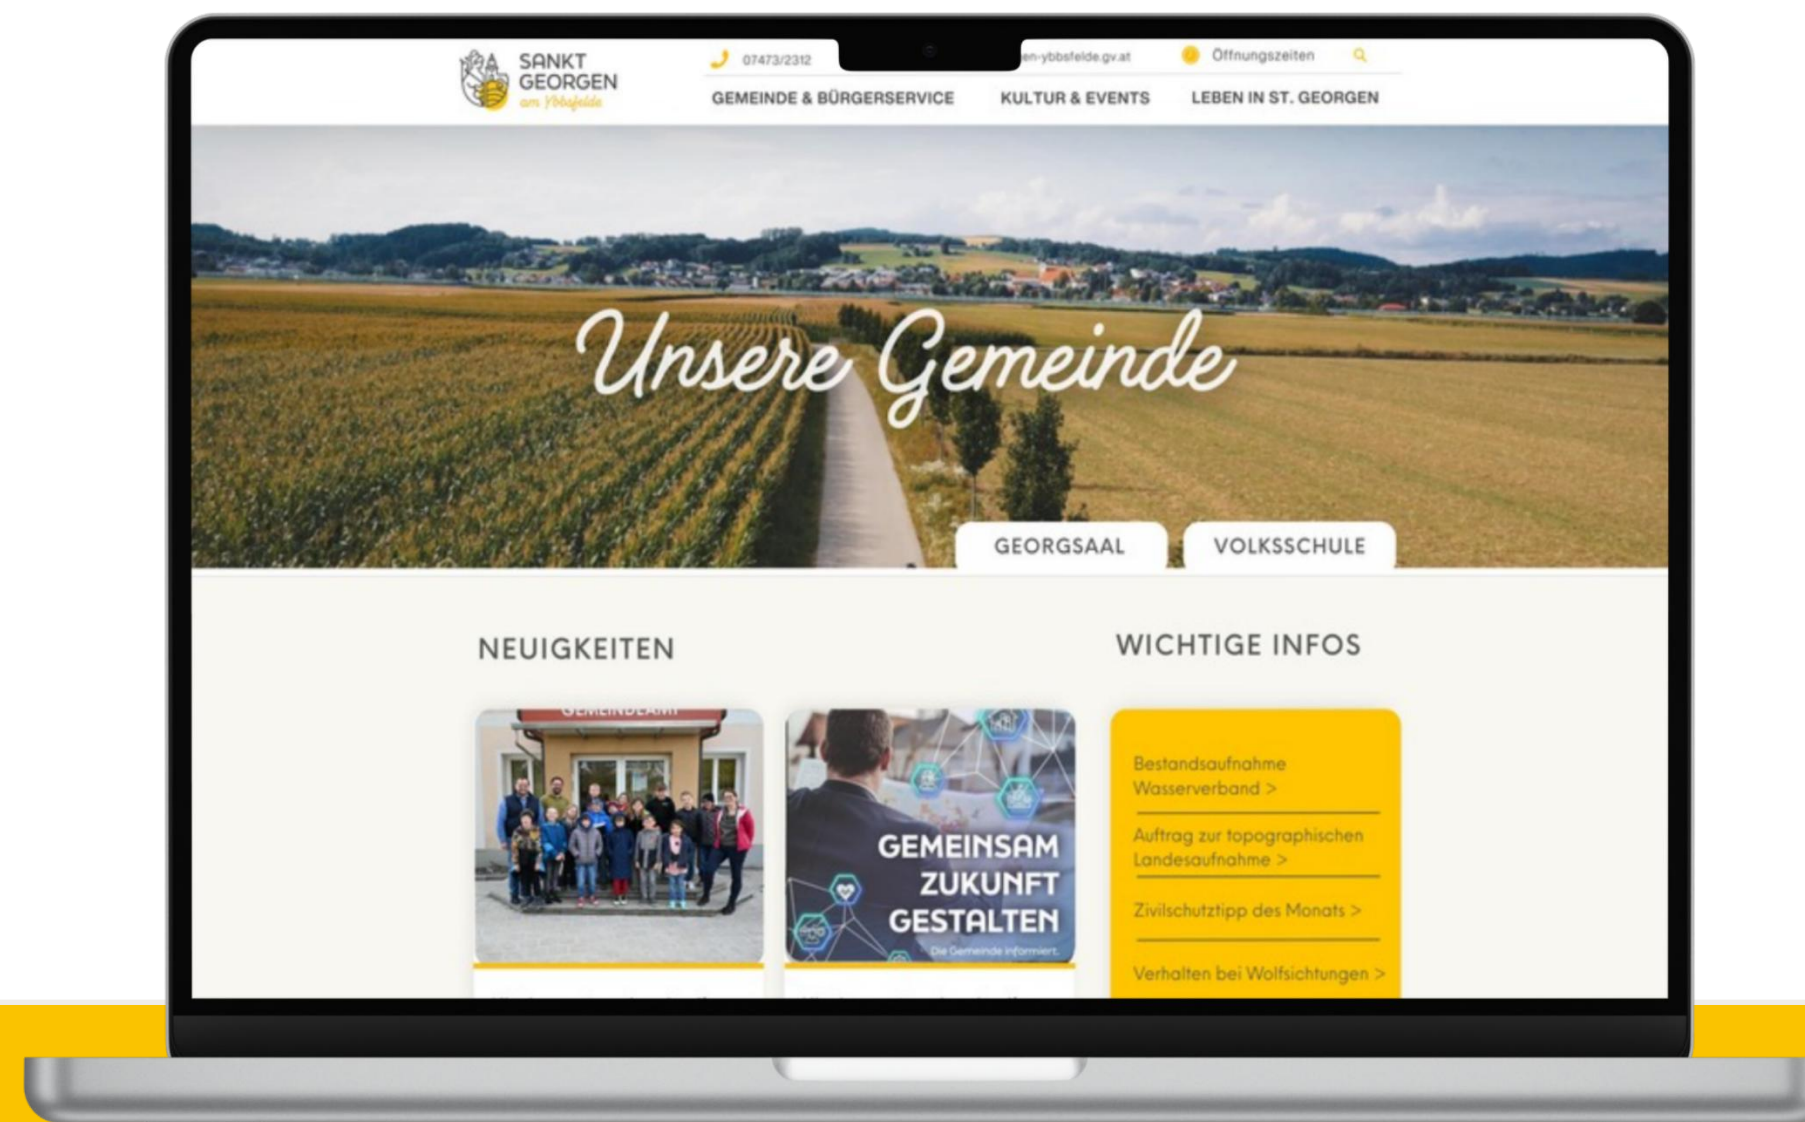 SANKT
GEORGEN
am Ybbsfelde
07473/2312
en-ybbsfelde.gv.at
Öffnungszeiten
GEMEINDE & BÜRGERSERVICE
KULTUR & EVENTS
LEBEN IN ST. GEORGEN
Unsere Gemeinde
GEORGSAAL
VOLKSSCHULE
NEUIGKEITEN
WICHTIGE INFOS
GEMEINDEAMT
GEMEINSAM
ZUKUNFT
GESTALTEN
Die Gemeinde informiert.
Bestandsaufnahme
Wasserverband >
Auftrag zur topographischen
Landesaufnahme >
Zivilschutztipp des Monats >
Verhalten bei Wolfsichtungen >